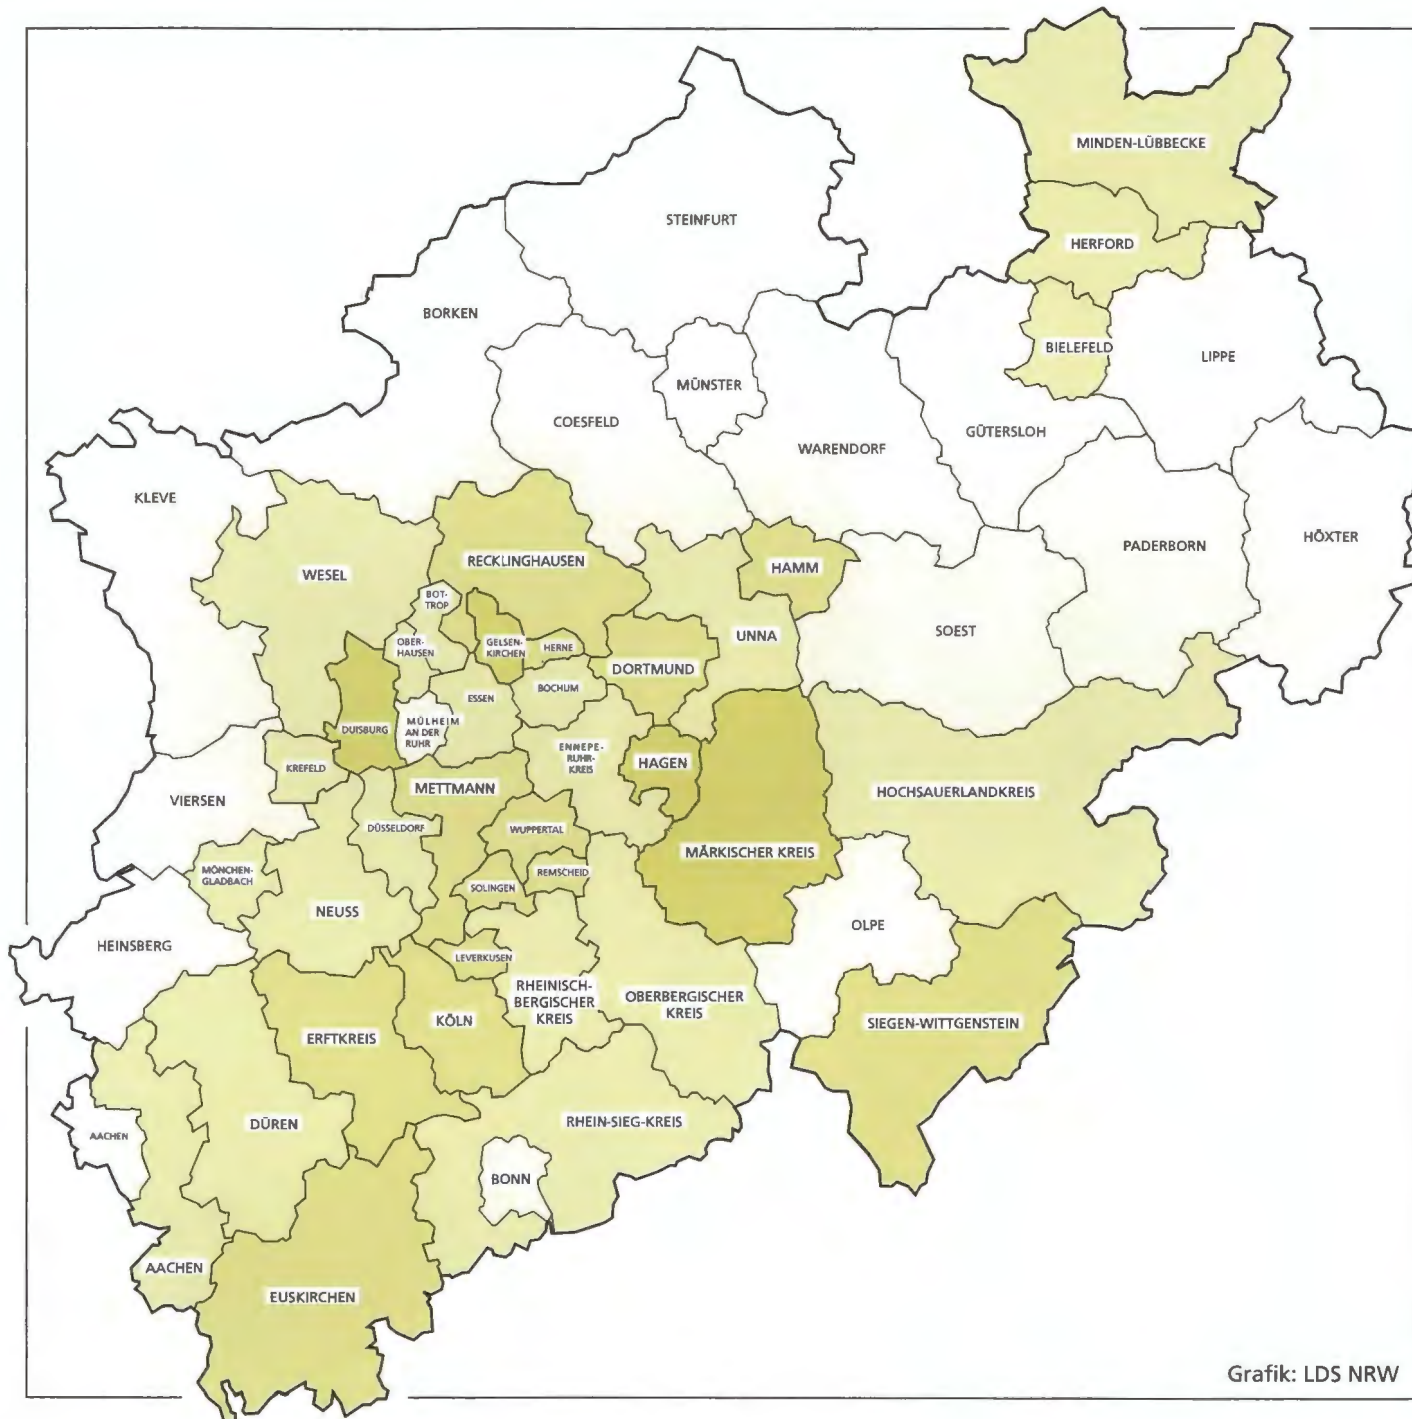 MINDEN-LÜBBECKE
STEINFURT
HERFORD
BORKEN
BIELEFELD
LIPPE
MÜNSTER
COESFELD
GÜTERSLOH
WARENDORF
KLEVE
HÖXTER
PADERBORN
RECKLINGHAUSEN
HAMM
WESEL
BOT-
TROP
SOEST
UNNA
OBER-
HAUSEN
GELSEN-
KIRCHEN
HERNE
DORTMUND
BOCHUM
ESSEN
DUISBURG
MÜLHEIM
AN DER
RUHR
ENNEPE-
RUHR-
KREIS
HAGEN
KREFELD
METTMANN
HOCHSAUERLANDKREIS
VIERSEN
DÜSSELDORF
WUPPERTAL
MÄRKISCHER KREIS
MÖNCHEN-
GLADBACH
REMSCHEID
SOLINGEN
NEUSS
OLPE
HEINSBERG
LEVERKUSEN
RHEINISCH-
BERGISCHER
KREIS
OBERBERGISCHER
KREIS
KÖLN
SIEGEN-WITTGENSTEIN
ERFTKREIS
DÜREN
RHEIN-SIEG-KREIS
AACHEN
BONN
AACHEN
EUSKIRCHEN
Grafik: LDS NRW